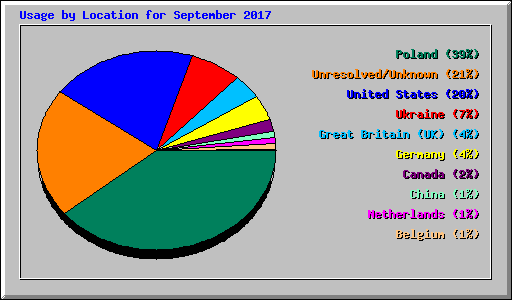 Usage by Location for September 2017
Poland (39%)
Unresolved/Unknown (21%)
United States (20%)
Ukraine (7%)
Great Britain (UK) (4%)
Germany (4%)
Canada (2%)
China (1%)
Netherlands (1%)
Belgium (1%)